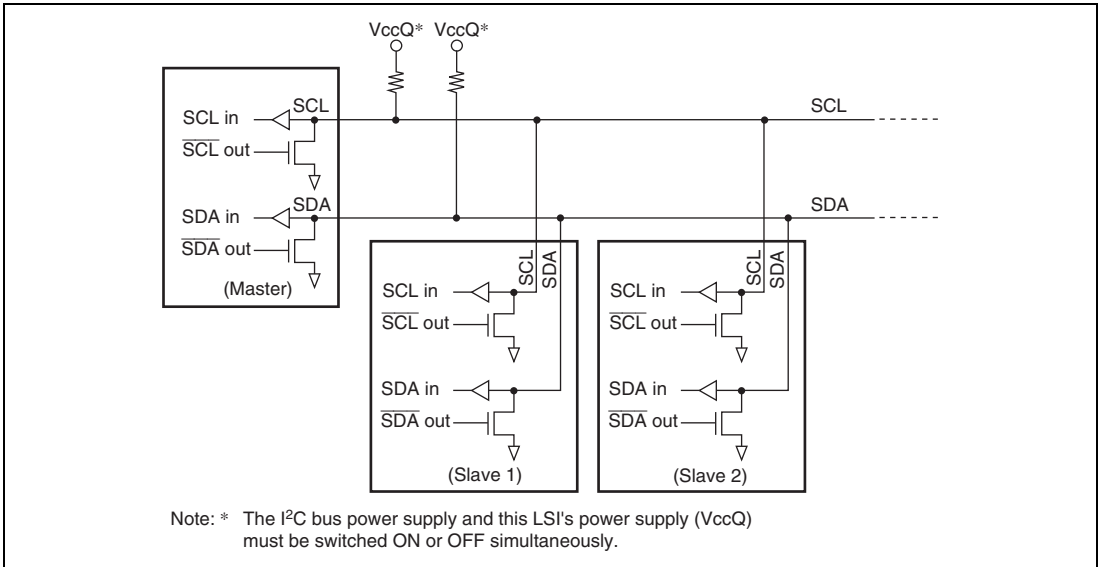 VccQ* VccQ*
SCL
SCL in
SCL out
SDA
SDA in
SDA out
(Master)
SCL
SDA
SCL
SDA
SCL in
SCL out
SDA in
SDA out
(Slave 1)
SCL
SDA
SCL in
SCL out
SDA in
SDA out
(Slave 2)
Note: * The I²C bus power supply and this LSI's power supply (VccQ)
must be switched ON or OFF simultaneously.